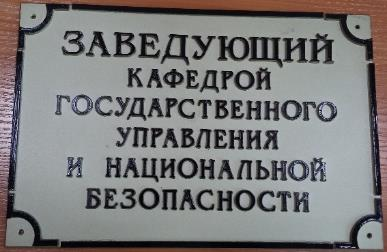 ЗАВЕДУЮЩИЙ
КАФЕДРОЙ
ГОСУДАРСТВЕННОГО
УПРАВЛЕНИЯ
И НАЦИОНАЛЬНОЙ
БЕЗОПАСНОСТИ